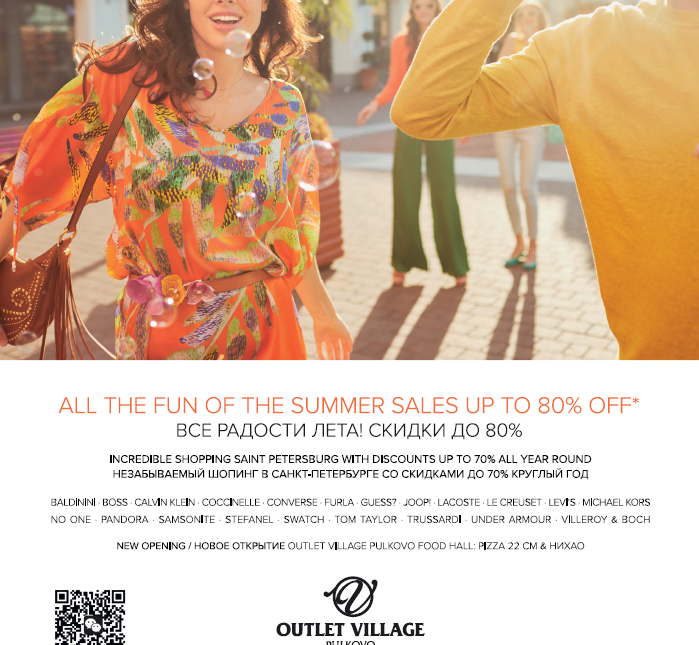 ALL THE FUN OF THE SUMMER SALES UP TO 80% OFF*
ВСЕ РАДОСТИ ЛЕТА! СКИДКИ ДО 80%
INCREDIBLE SHOPPING SAINT PETERSBURG WITH DISCOUNTS UP TO 70% ALL YEAR ROUND
НЕЗАБЫВАЕМЫЙ ШОПИНГ В САНКТ-ПЕТЕРБУРГЕ СО СКИДКАМИ ДО 70% КРУГЛЫЙ ГОД
BALDININI · BOSS · CALVIN KLEIN · COCCINELLE · CONVERSE · FURLA · GUESS? · JOOP! · LACOSTE · LE CREUSET · LEVI'S · MICHAEL KORS
NO ONE · PANDORA · SAMSONITE · STEFANEL · SWATCH · TOM TAYLOR · TRUSSARDI · UNDER ARMOUR · VILLEROY & BOCH
NEW OPENING / НОВОЕ ОТКРЫТИЕ OUTLET VILLAGE PULKOVO FOOD HALL: PIZZA 22 CM & НИХАО
OUTLET VILLAGE
PULKOVO